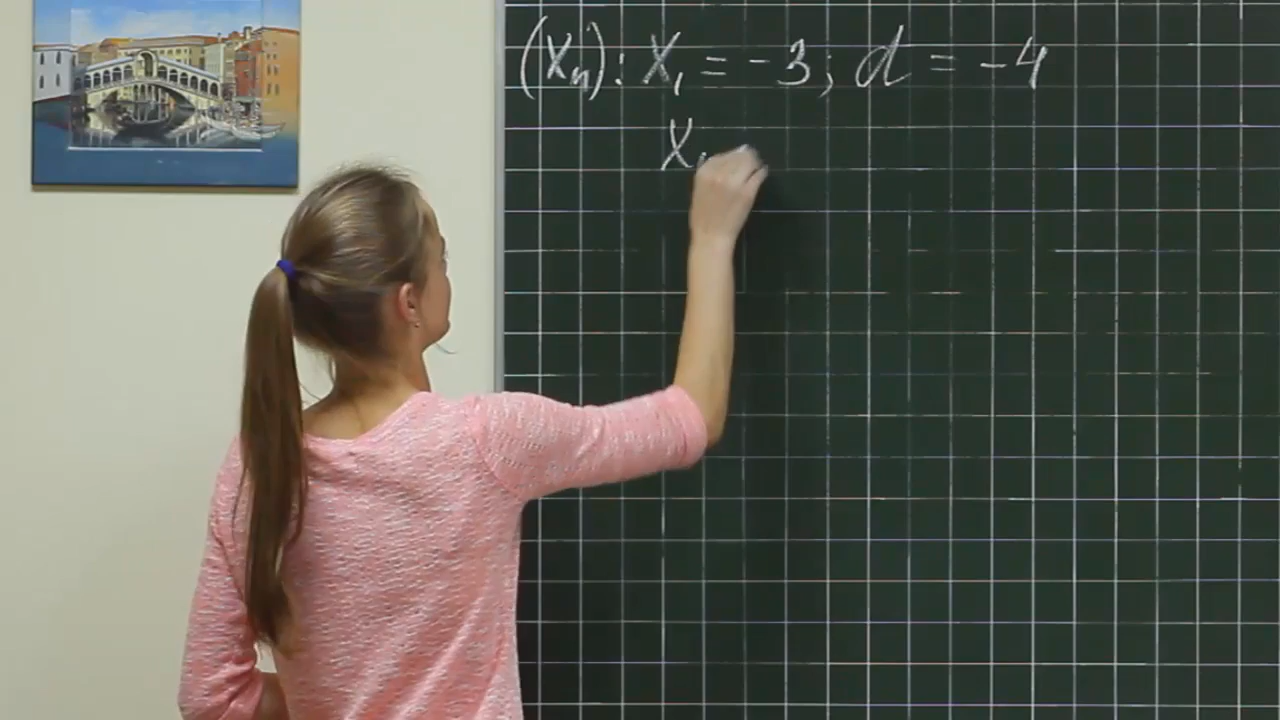 (xₙ): x₁ = -3; d = -4
x